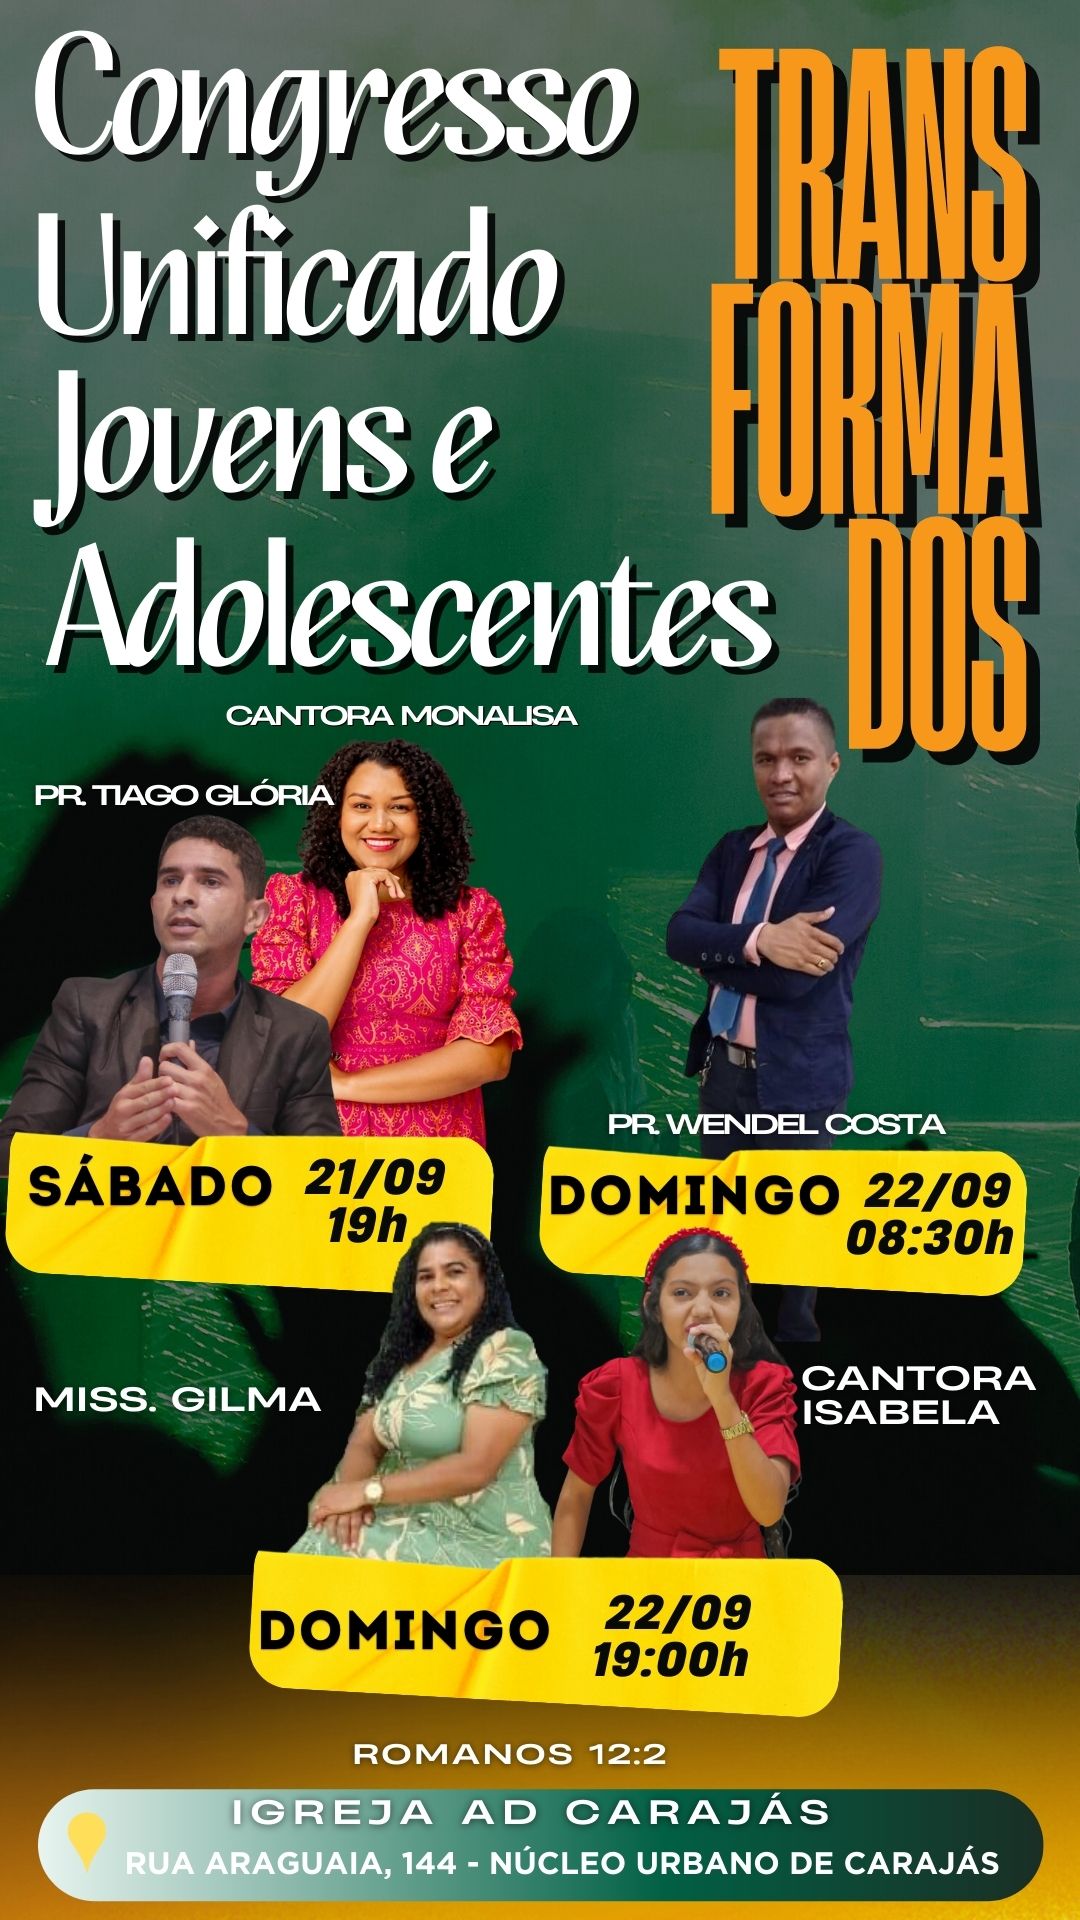 Congresso
Unificado
Jovens e
Adolescentes
TRANS
FORMA
DOS
CANTORA MONALISA
PR. TIAGO GLÓRIA
PR. WENDEL COSTA
SÁBADO 21/09
19h
DOMINGO 22/09
08:30h
MISS. GILMA
CANTORA
ISABELA
DOMINGO 22/09
19:00h
ROMANOS 12:2
IGREJA AD CARAJÁS
RUA ARAGUAIA, 144 - NÚCLEO URBANO DE CARAJÁS